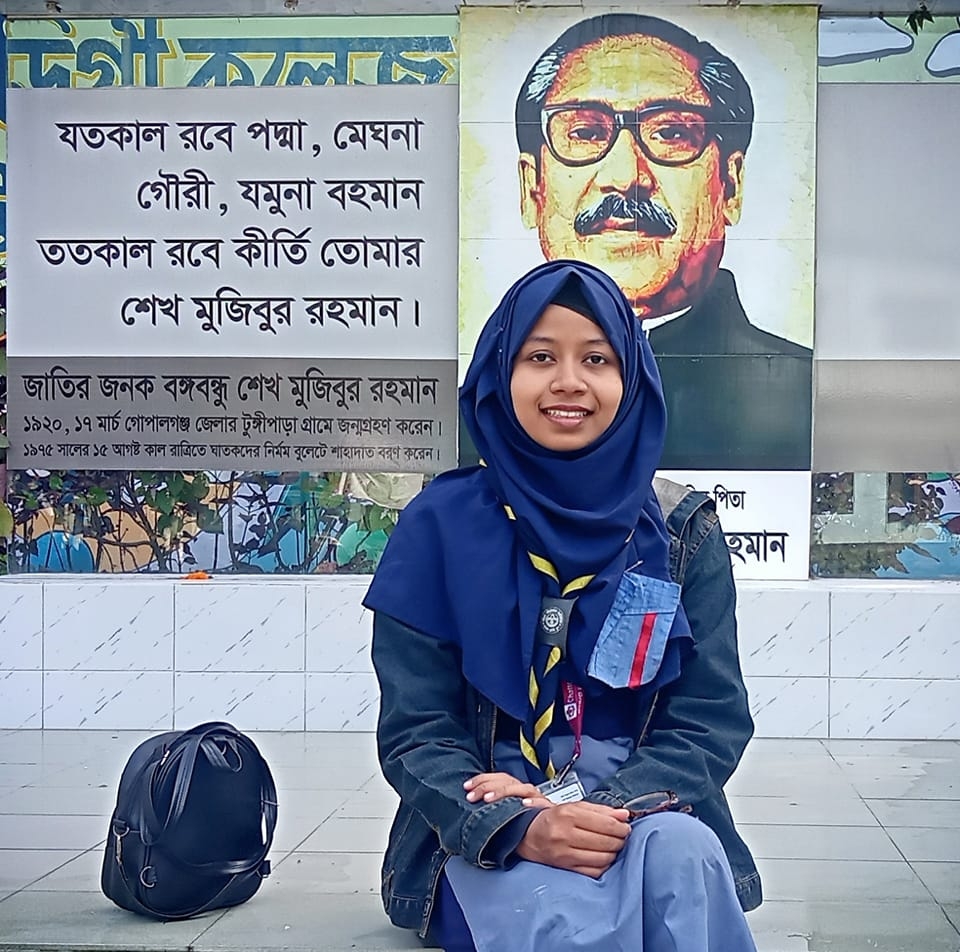 কলেজ
যতকাল রবে পদ্মা, মেঘনা
গৌরী, যমুনা বহমান
ততকাল রবে কীর্তি তোমার
শেখ মুজিবুর রহমান।
জাতির জনক বঙ্গবন্ধু শেখ মুজিবুর রহমান
১৯২০, ১৭ মার্চ গোপালগঞ্জ জেলার টুঙ্গীপাড়া গ্রামে জন্মগ্রহণ করেন।
১৯৭৫ সালের ১৫ আগষ্ট কাল রাত্রিতে ঘাতকদের নির্মম বুলেটে শাহাদাত বরণ করেন।
পিতা